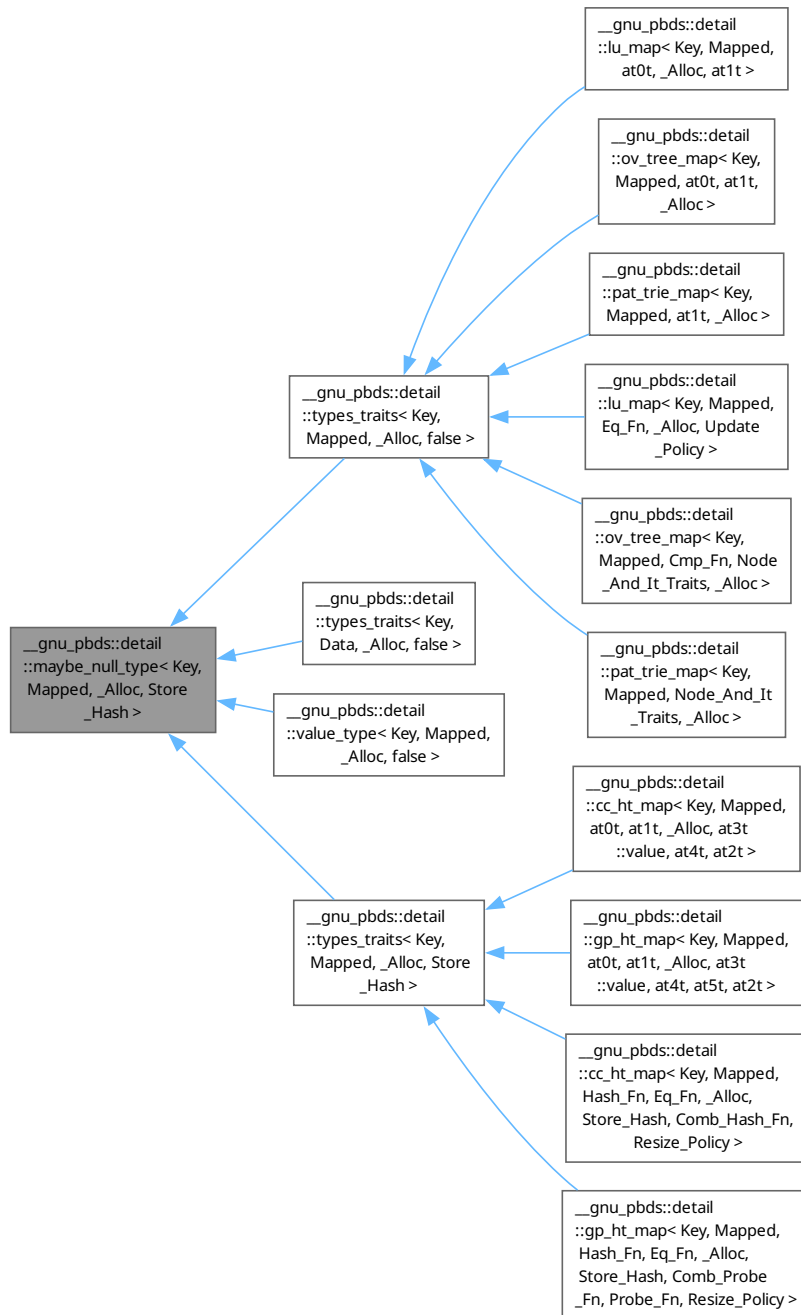 __gnu_pbds::detail
::lu_map< Key, Mapped,
at0t, _Alloc, at1t >
__gnu_pbds::detail
::ov_tree_map< Key,
Mapped, at0t, at1t,
_Alloc >
__gnu_pbds::detail
::pat_trie_map< Key,
Mapped, at1t, _Alloc >
__gnu_pbds::detail
::types_traits< Key,
Mapped, _Alloc, false >
__gnu_pbds::detail
::lu_map< Key, Mapped,
Eq_Fn, _Alloc, Update
_Policy >
__gnu_pbds::detail
::ov_tree_map< Key,
Mapped, Cmp_Fn, Node
_And_It_Traits, _Alloc >
__gnu_pbds::detail
::types_traits< Key,
Data, _Alloc, false >
__gnu_pbds::detail
::maybe_null_type< Key,
Mapped, _Alloc, Store
_Hash >
__gnu_pbds::detail
::pat_trie_map< Key,
Mapped, Node_And_It
_Traits, _Alloc >
__gnu_pbds::detail
::value_type< Key, Mapped,
_Alloc, false >
__gnu_pbds::detail
::cc_ht_map< Key, Mapped,
at0t, at1t, _Alloc, at3t
::value, at4t, at2t >
__gnu_pbds::detail
::types_traits< Key,
Mapped, _Alloc, Store
_Hash >
__gnu_pbds::detail
::gp_ht_map< Key, Mapped,
at0t, at1t, _Alloc, at3t
::value, at4t, at5t, at2t >
__gnu_pbds::detail
::cc_ht_map< Key, Mapped,
Hash_Fn, Eq_Fn, _Alloc,
Store_Hash, Comb_Hash_Fn,
Resize_Policy >
__gnu_pbds::detail
::gp_ht_map< Key, Mapped,
Hash_Fn, Eq_Fn, _Alloc,
Store_Hash, Comb_Probe
_Fn, Probe_Fn, Resize_Policy >